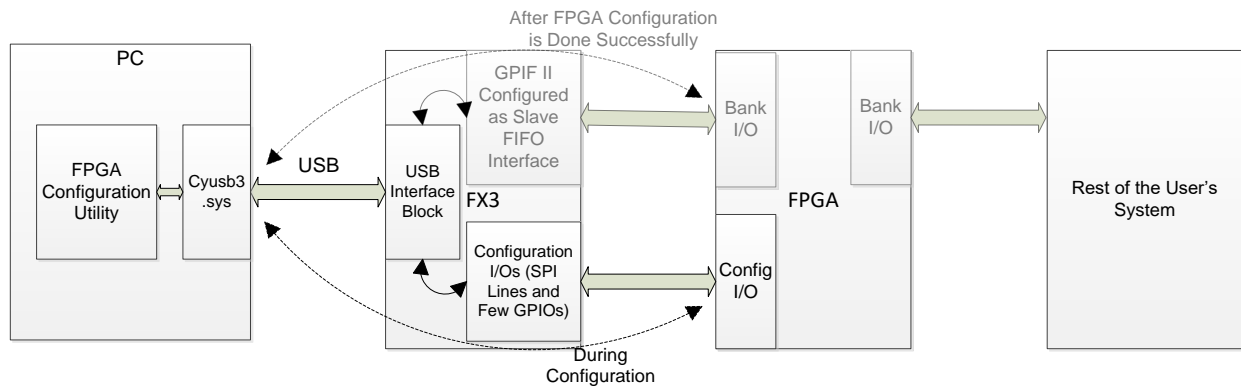 After FPGA Configuration
is Done Successfully
PC
FPGA
Configuration
Utility
Cyusb3
.sys
USB
USB
Interface
Block
FX3
GPIF II
Configured
as Slave
FIFO
Interface
Configuration
I/Os (SPI
Lines and
Few GPIOs)
Bank
I/O
Bank
I/O
FPGA
Config
I/O
Rest of the User's
System
During
Configuration